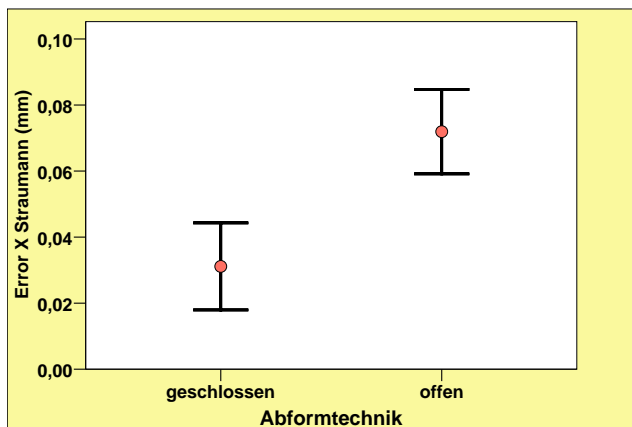 Error X Straumann (mm)
0,10
0,08
0,06
0,04
0,02
0,00
geschlossen
offen
Abformtechnik